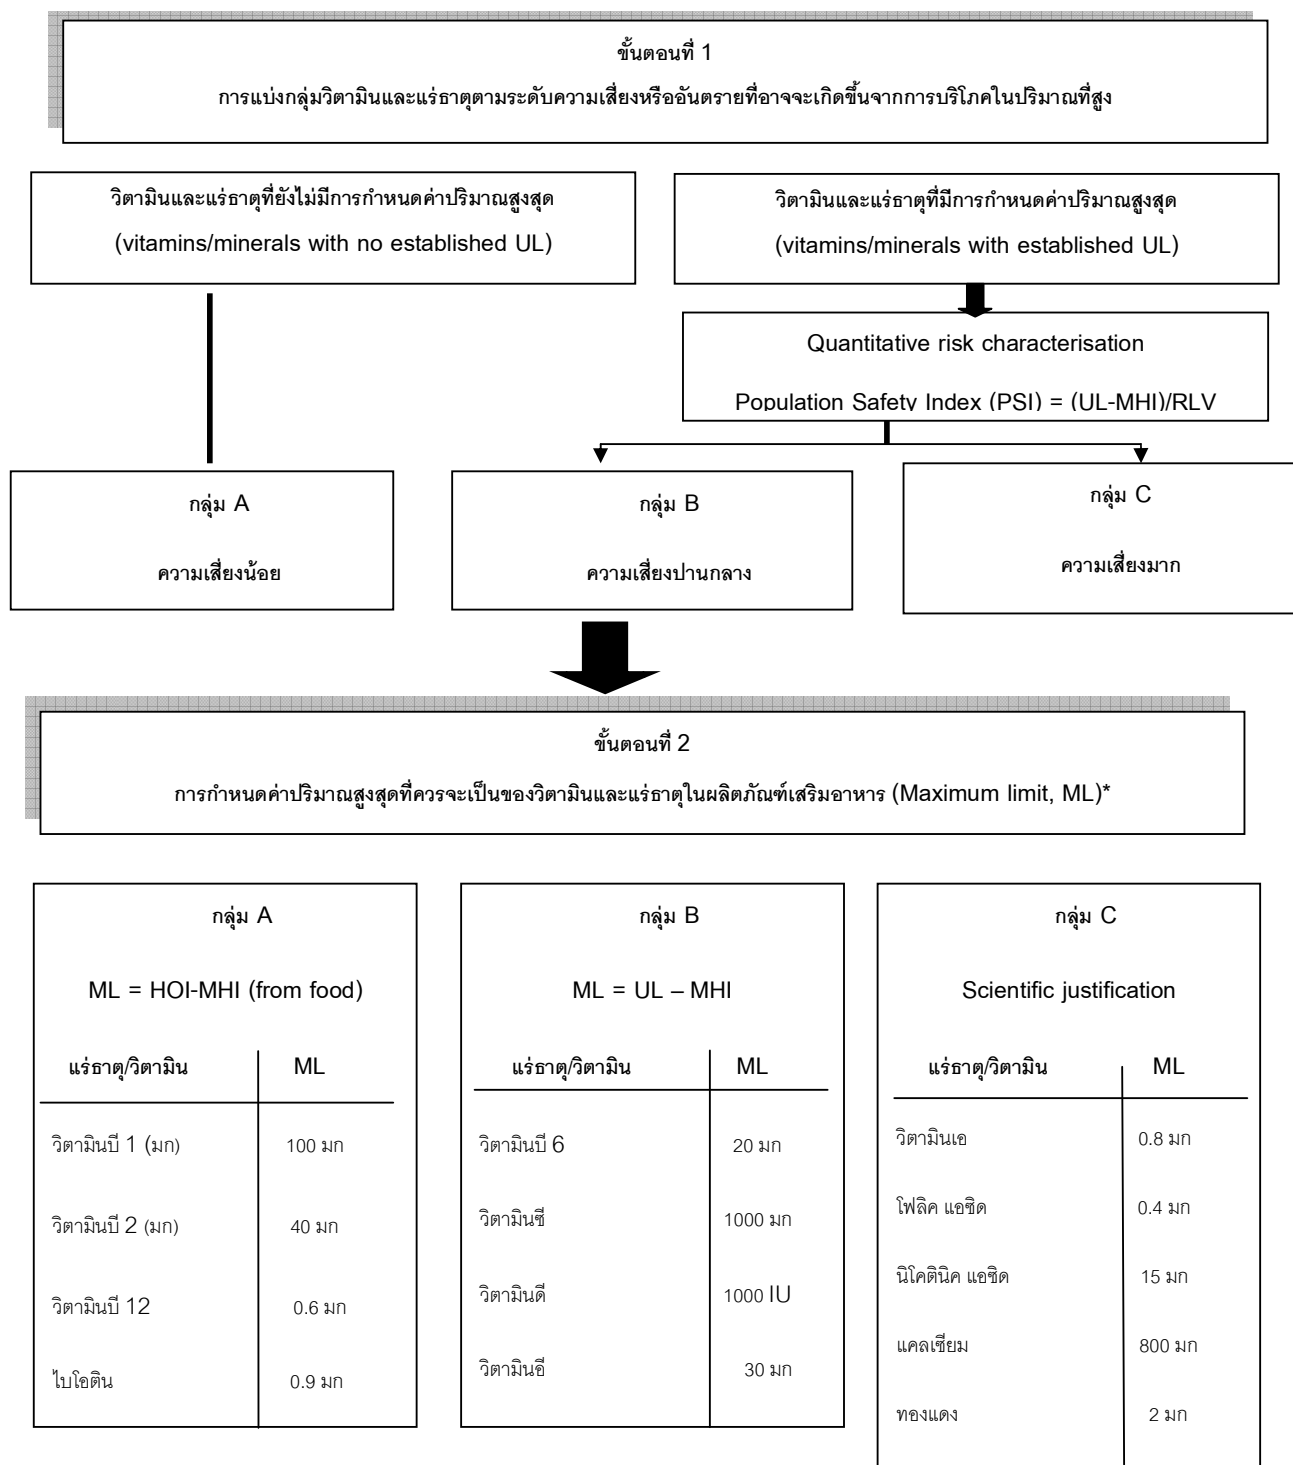 ขั้นตอนที่ 1
การแบ่งกลุ่มวิตามินและแร่ธาตุตามระดับความเสี่ยงหรืออันตรายที่อาจจะเกิดขึ้นจากการบริโภคในปริมาณที่สูง
วิตามินและแร่ธาตุที่ยังไม่มีการกำหนดค่าปริมาณสูงสุด
(vitamins/minerals with no established UL)
วิตามินและแร่ธาตุที่มีการกำหนดค่าปริมาณสูงสุด
(vitamins/minerals with established UL)
Quantitative risk characterisation
Population Safety Index (PSI) = (UL-MHI)/RLV
กลุ่ม A
ความเสี่ยงน้อย
กลุ่ม B
ความเสี่ยงปานกลาง
กลุ่ม C
ความเสี่ยงมาก
ขั้นตอนที่ 2
การกำหนดค่าปริมาณสูงสุดที่ควรจะเป็นของวิตามินและแร่ธาตุในผลิตภัณฑ์เสริมอาหาร (Maximum limit, ML)*
กลุ่ม A
ML = HOI-MHI (from food)
แร่ธาตุ/วิตามิน ML
วิตามินบี 1 (มก) 100 มก
วิตามินบี 2 (มก) 40 มก
วิตามินบี 12 0.6 มก
ไบโอติน 0.9 มก
กลุ่ม B
ML = UL – MHI
แร่ธาตุ/วิตามิน ML
วิตามินบี 6 20 มก
วิตามินซี 1000 มก
วิตามินดี 1000 IU
วิตามินอี 30 มก
กลุ่ม C
Scientific justification
แร่ธาตุ/วิตามิน ML
วิตามินเอ 0.8 มก
โฟลิค แอซิด 0.4 มก
นิโคตินิค แอซิด 15 มก
แคลเซียม 800 มก
ทองแดง 2 มก